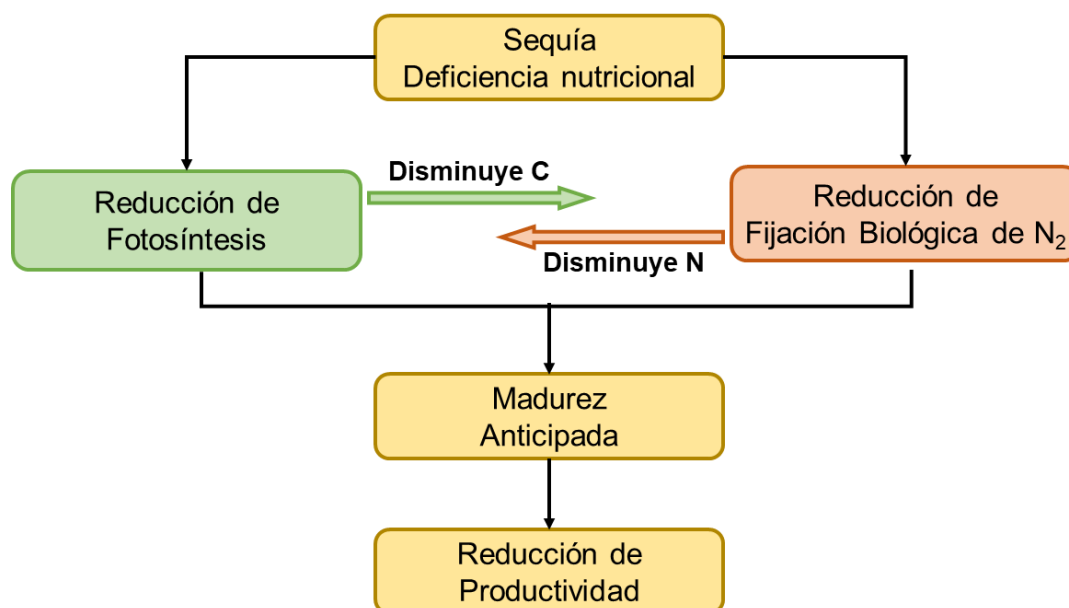 Sequía
Deficiencia nutricional
Disminuye C
Reducción de
Fotosíntesis
Reducción de
Fijación Biológica de N₂
Disminuye N
Madurez
Anticipada
Reducción de
Productividad